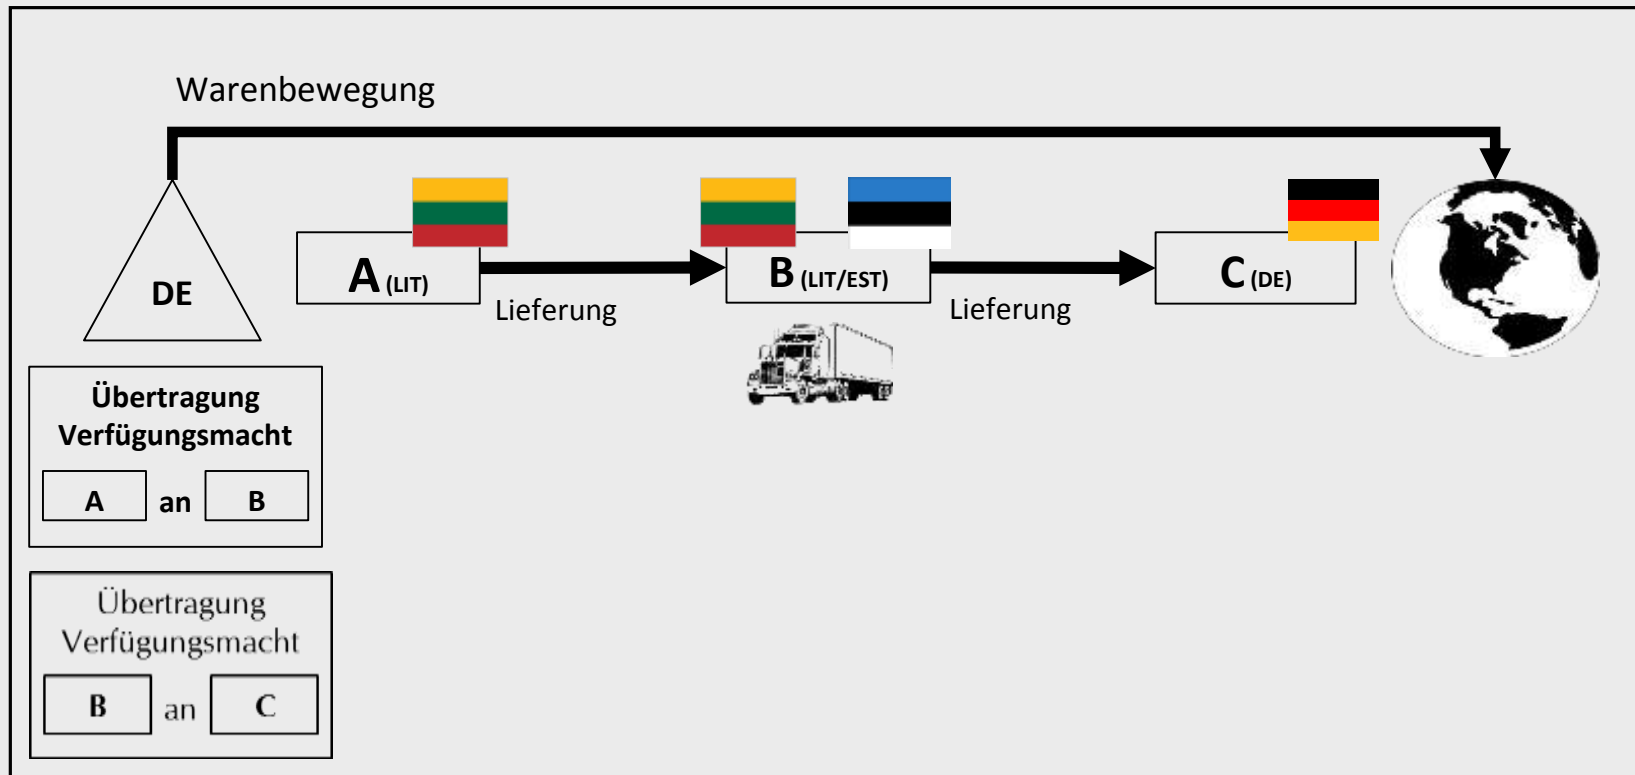 Warenbewegung
DE
A (LIT)
Lieferung
B (LIT/EST)
Lieferung
C (DE)
Übertragung
Verfügungsmacht
A an B
Übertragung
Verfügungsmacht
B an C